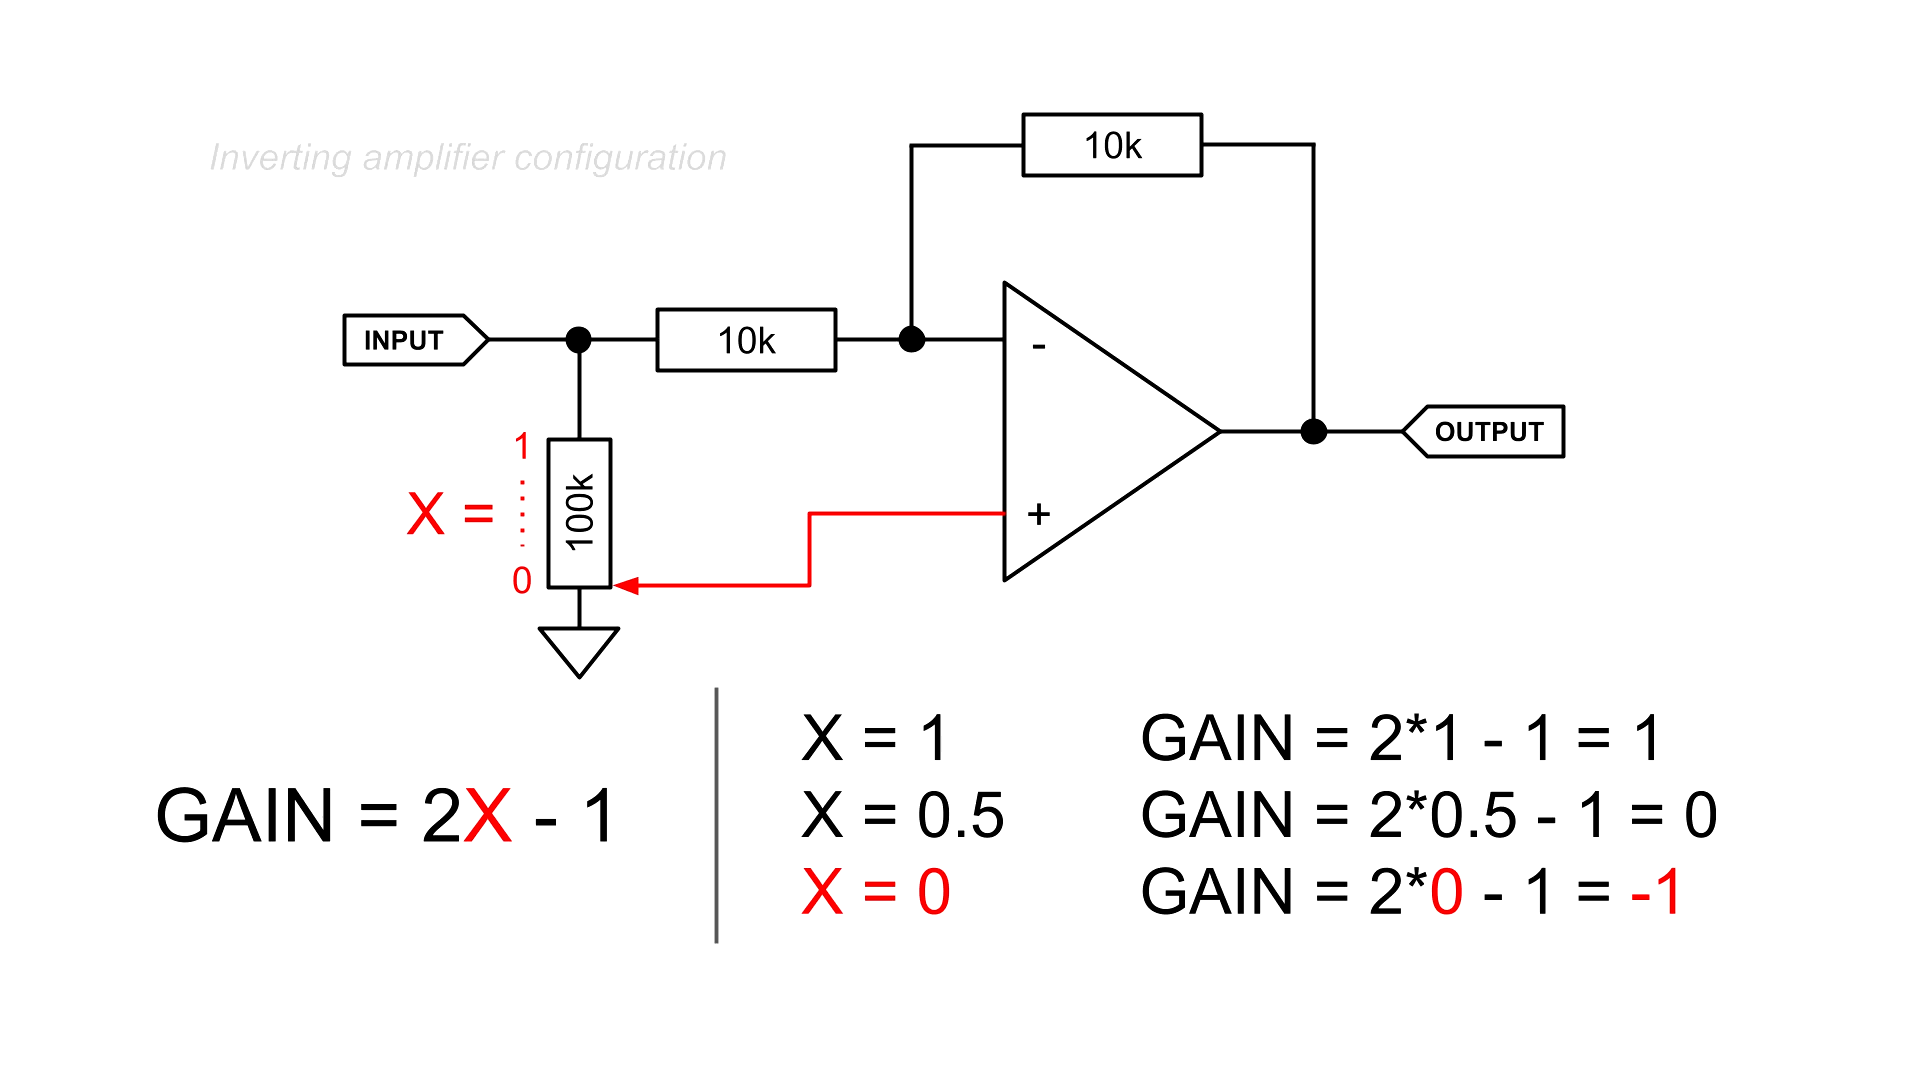 Inverting amplifier configuration
10k
INPUT
10k
-
OUTPUT
1
X =
100k
0
+
GAIN = 2X - 1
X = 1 GAIN = 2*1 - 1 = 1
X = 0.5 GAIN = 2*0.5 - 1 = 0
X = 0 GAIN = 2*0 - 1 = -1